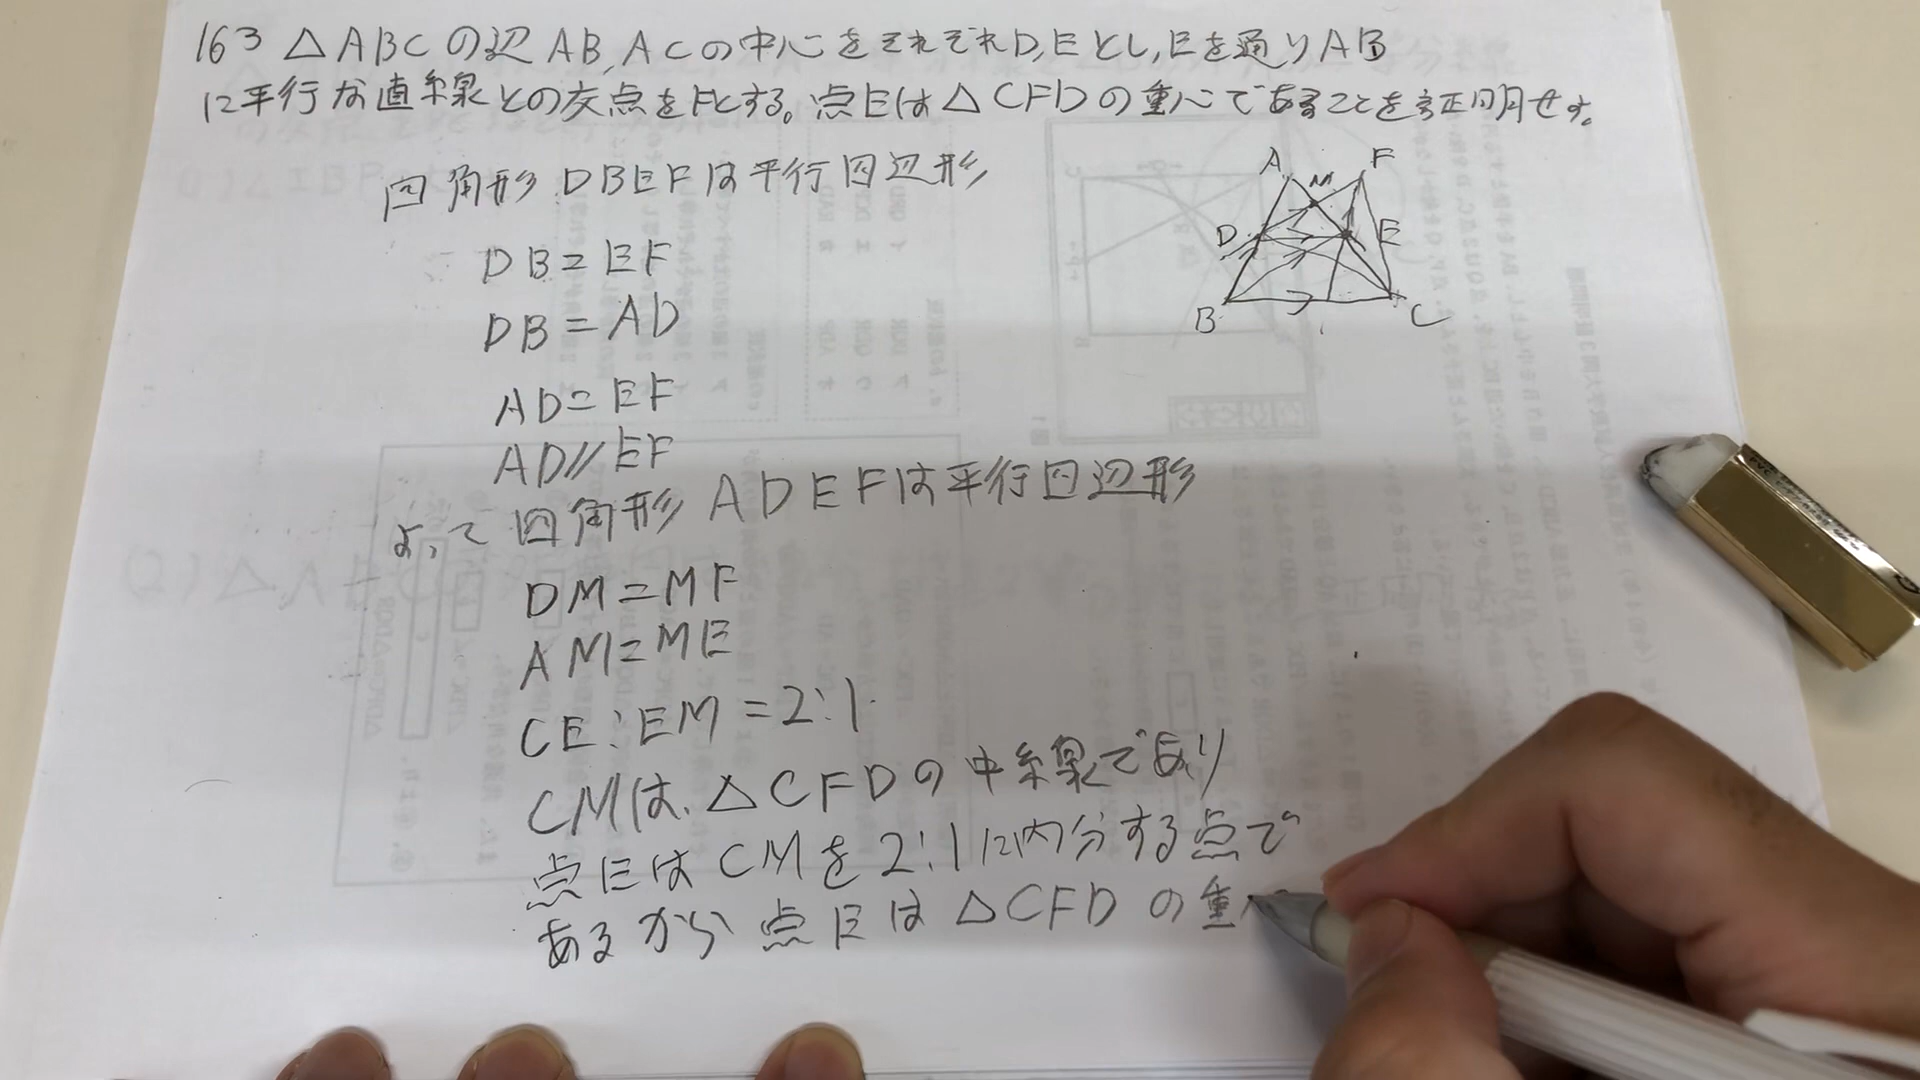 163 △ABCの辺AB,ACの中心をそれぞれD,Eとし,Eを通りAB
に平行な直線との交点をFとする。点Eは△CFDの重心であることを証明せよ。
四角形DBEFは平行四辺形
DB=EF
DB=AD
AD=EF
AD//EF
よって四角形ADEFは平行四辺形
DM=MF
AM=ME
CE:EM=2:1
CMは、△CFDの中線であり
点EはCMを2:1に内分する点で
あるから点Eは△CFDの重
A
M
F
D
E
B
C